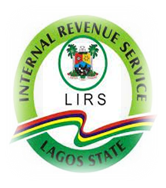 INTERNAL REVENUE SERVICE
LIRS
LAGOS STATE